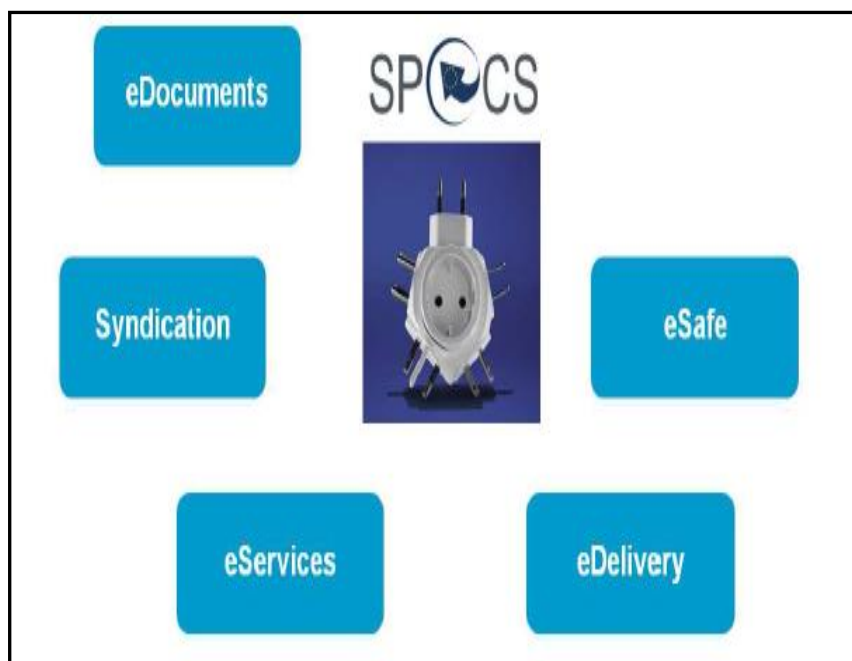 eDocuments
SPOCS
Syndication
eSafe
eServices
eDelivery